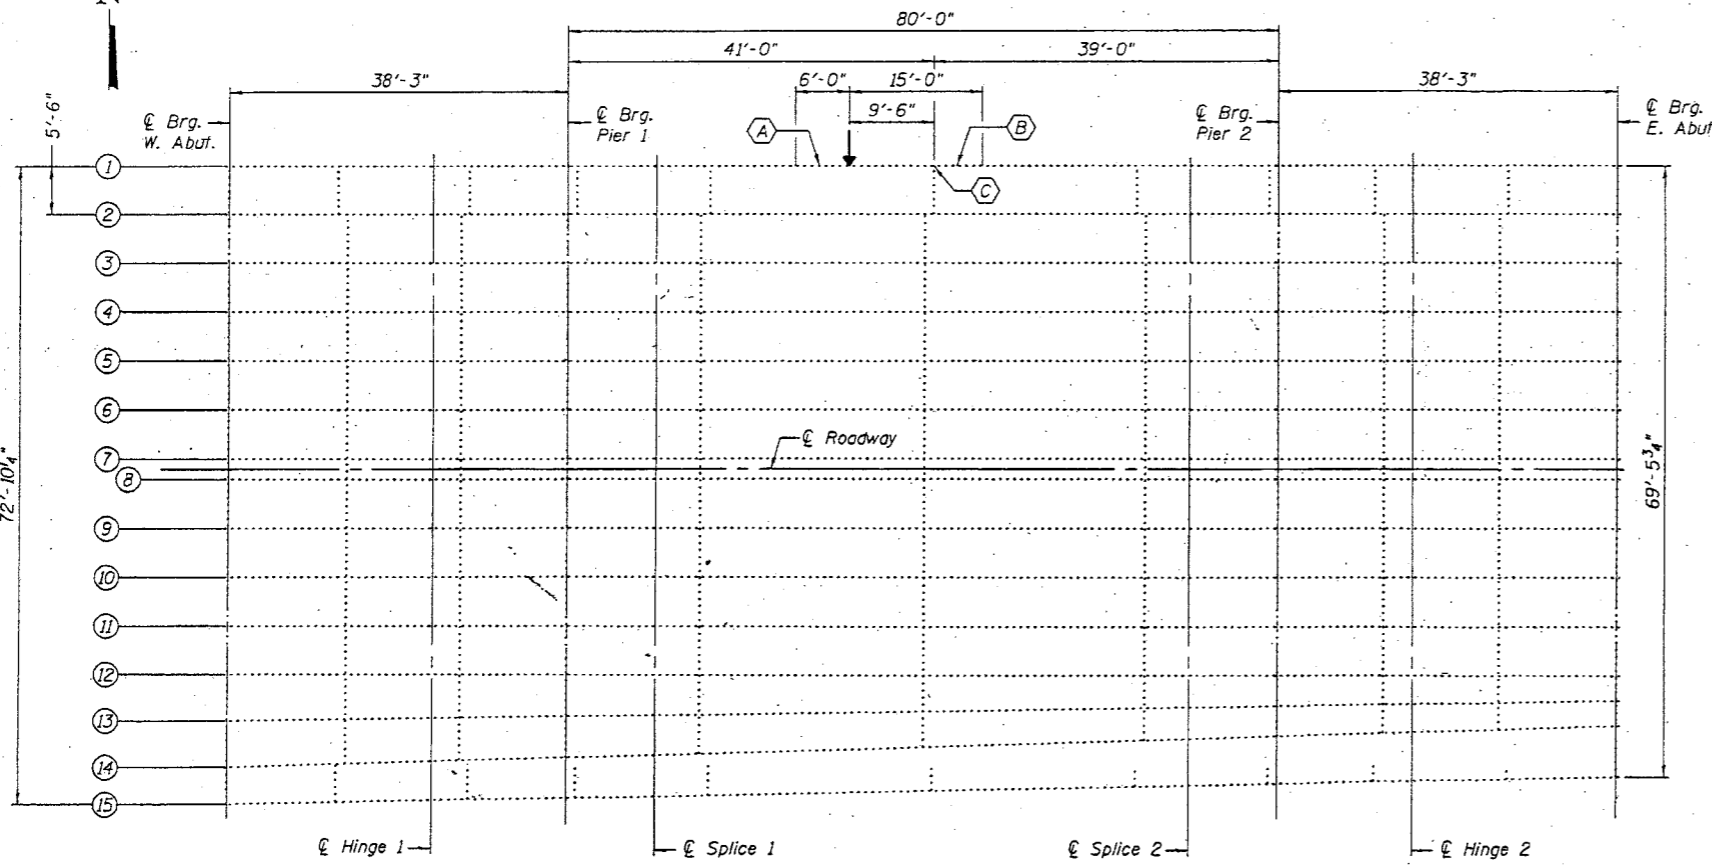 N
80'-0"
41'-0" 39'-0"
38'-3" 6'-0" 15'-0" 38'-3"
9'-6"
5'-6"
℄ Brg.
W. Abut.
℄ Brg.
Pier 1
A
B
℄ Brg.
Pier 2
℄ Brg.
E. Abut
C
1
2
3
4
5
6
7
℄ Roadway
8
9
10
11
12
13
14
15
72'-10¼"
69'-5¾"
℄ Hinge 1
℄ Splice 1
℄ Splice 2
℄ Hinge 2